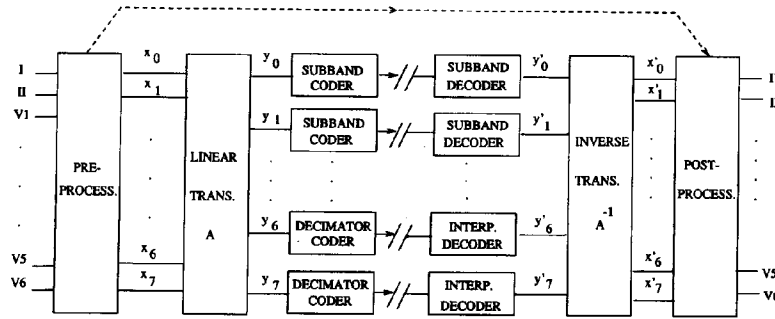 I
II
V1
V5
V6
PRE-
PROCESS.
x0
x1
x6
x7
LINEAR
TRANS.
A
y0
y1
y6
y7
SUBBAND
CODER
SUBBAND
CODER
DECIMATOR
CODER
DECIMATOR
CODER
SUBBAND
DECODER
SUBBAND
DECODER
INTERP.
DECODER
INTERP.
DECODER
y'0
y'1
y'6
y'7
INVERSE
TRANS.
A-1
x'0
x'1
x'6
x'7
POST-
PROCESS.